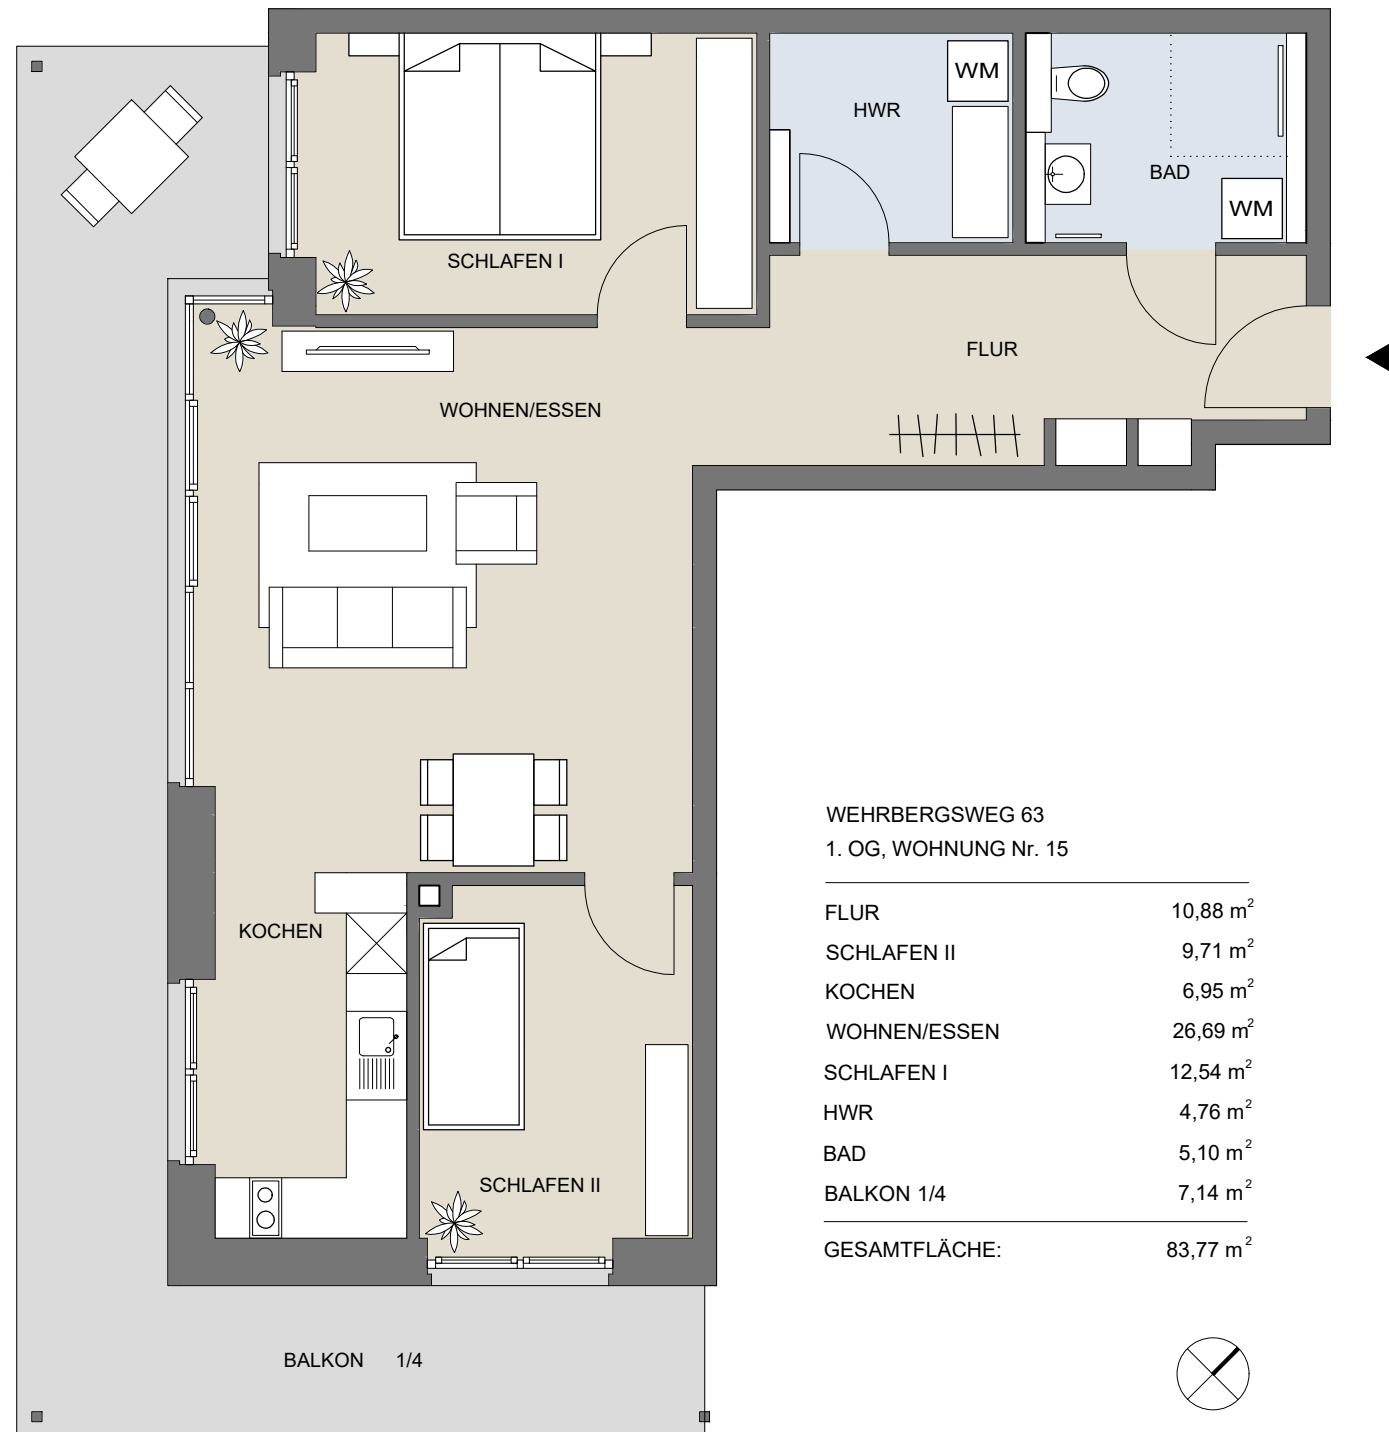 WM
HWR
BAD
WM
SCHLAFEN I
FLUR
WOHNEN/ESSEN
KOCHEN
SCHLAFEN II
BALKON 1/4
WEHRBERGSWEG 63
1. OG, WOHNUNG Nr. 15
FLUR 10,88 m²
SCHLAFEN II 9,71 m²
KOCHEN 6,95 m²
WOHNEN/ESSEN 26,69 m²
SCHLAFEN I 12,54 m²
HWR 4,76 m²
BAD 5,10 m²
BALKON 1/4 7,14 m²
GESAMTFLÄCHE: 83,77 m²